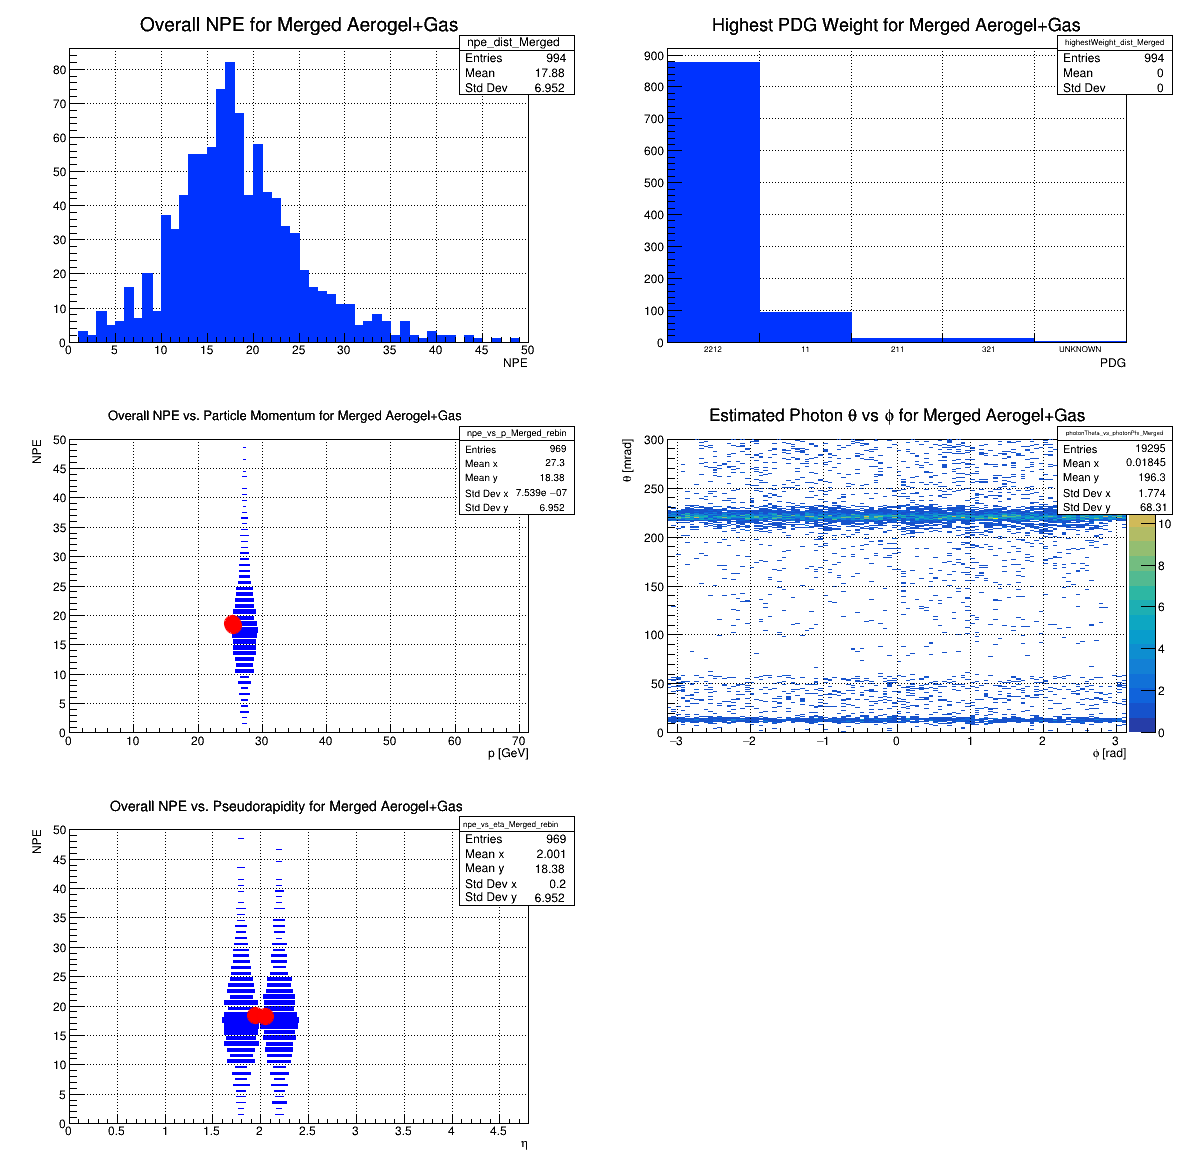 Overall NPE for Merged Aerogel+Gas
npe_dist_Merged
Entries 994
Mean 17.88
Std Dev 6.952
80
70
60
50
40
30
20
10
0
0 5 10 15 20 25 30 35 40 45 50
NPE
Highest PDG Weight for Merged Aerogel+Gas
highestWeight_dist_Merged
Entries 994
Mean 0
Std Dev 0
900
800
700
600
500
400
300
200
100
0
2212 11 211 321 UNKNOWN
PDG
Overall NPE vs. Particle Momentum for Merged Aerogel+Gas
npe_vs_p_Merged_rebin
Entries 969
Mean x 27.3
Mean y 18.38
Std Dev x 7.539e −07
Std Dev y 6.952
NPE
50
45
40
35
30
25
20
15
10
5
0
0 10 20 30 40 50 60 70
p [GeV]
Estimated Photon θ vs ϕ for Merged Aerogel+Gas
photonTheta_vs_photonPhi_Merged
Entries 19295
Mean x 0.01845
Mean y 196.3
Std Dev x 1.774
Std Dev y 68.31
θ [mrad]
300
250
200
150
100
50
0
−3 −2 −1 0 1 2 3
ϕ [rad]
10
8
6
4
2
0
Overall NPE vs. Pseudorapidity for Merged Aerogel+Gas
npe_vs_eta_Merged_rebin
Entries 969
Mean x 2.001
Mean y 18.38
Std Dev x 0.2
Std Dev y 6.952
NPE
50
45
40
35
30
25
20
15
10
5
0
0 0.5 1 1.5 2 2.5 3 3.5 4 4.5
η